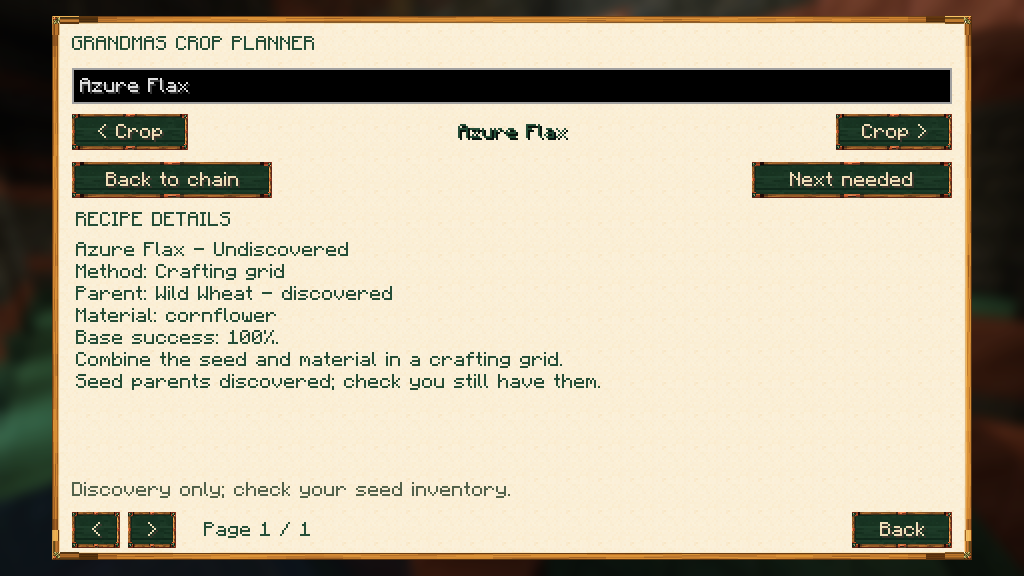 GRANDMAS CROP PLANNER
Azure Flax
< Crop
Azure Flax
Crop >
Back to chain
Next needed
RECIPE DETAILS
Azure Flax - Undiscovered
Method: Crafting grid
Parent: Wild Wheat - discovered
Material: cornflower
Base success: 100%.
Combine the seed and material in a crafting grid.
Seed parents discovered; check you still have them.
Discovery only; check your seed inventory.
<
>
Page 1 / 1
Back